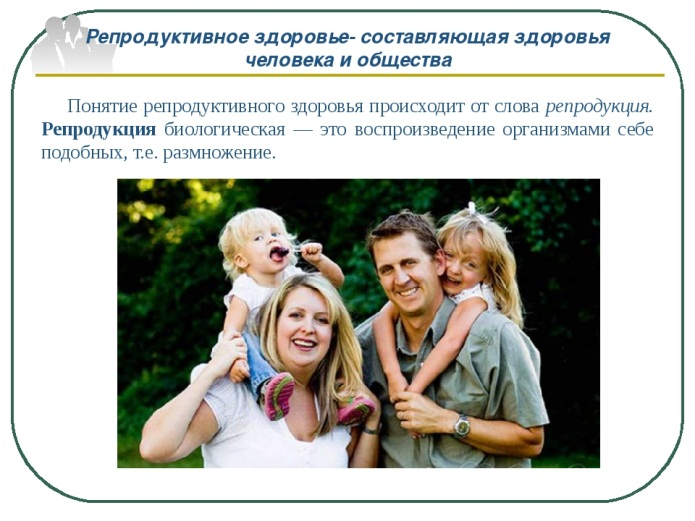 Репродуктивное здоровье- составляющая здоровья
человека и общества
Понятие репродуктивного здоровья происходит от слова репродукция.
Репродукция биологическая — это воспроизведение организмами себе
подобных, т.е. размножение.